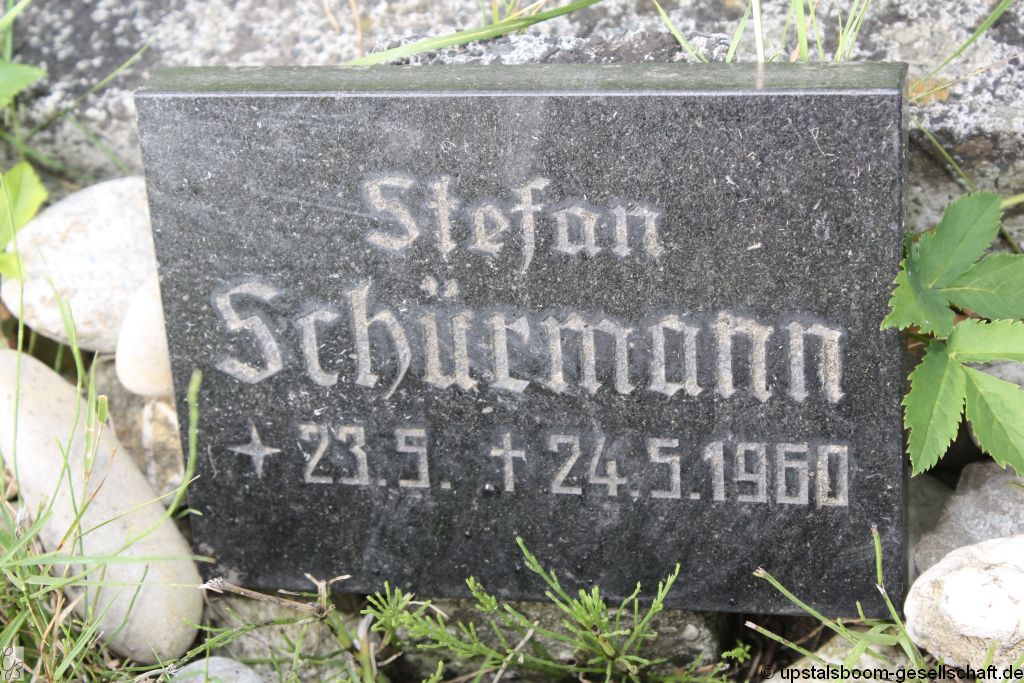 Stefan
Schürmann
23.5. † 24.5.1960
© upstalsboom-gesellschaft.de